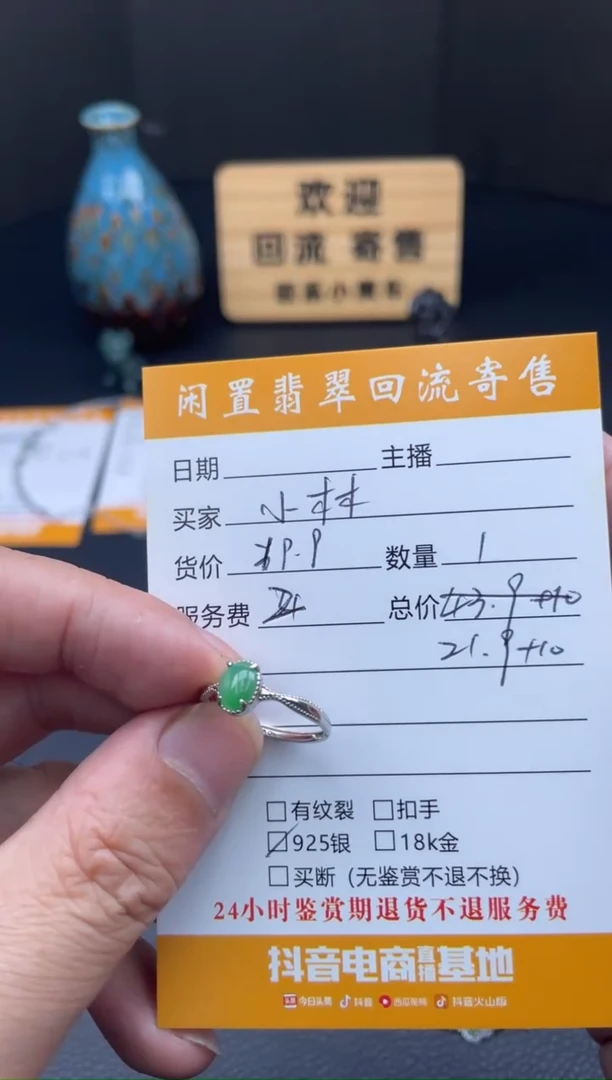 欢迎
回流 寄售
闲置翡翠回流寄售
日期 主播
买家 小林
货价 数量 1
服务费 总价 43.9 +10
21.9 +10
有纹裂 扣手
925银 18k金
买断（无鉴赏不退不换）
24小时鉴赏期退货不退服务费
抖音电商直播基地
头条 今日头条 抖音 西瓜视频 抖音火山版